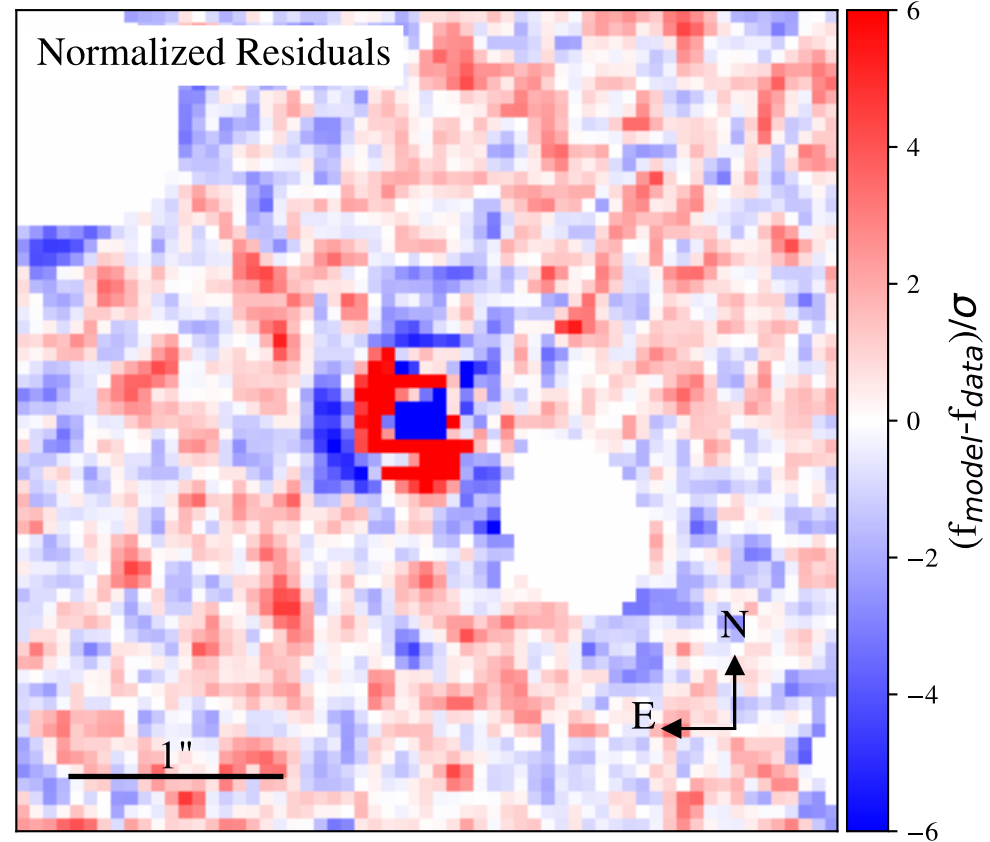 Normalized Residuals
6
4
2
0
−2
−4
−6
(f_model-f_data)/σ
N
E
1"